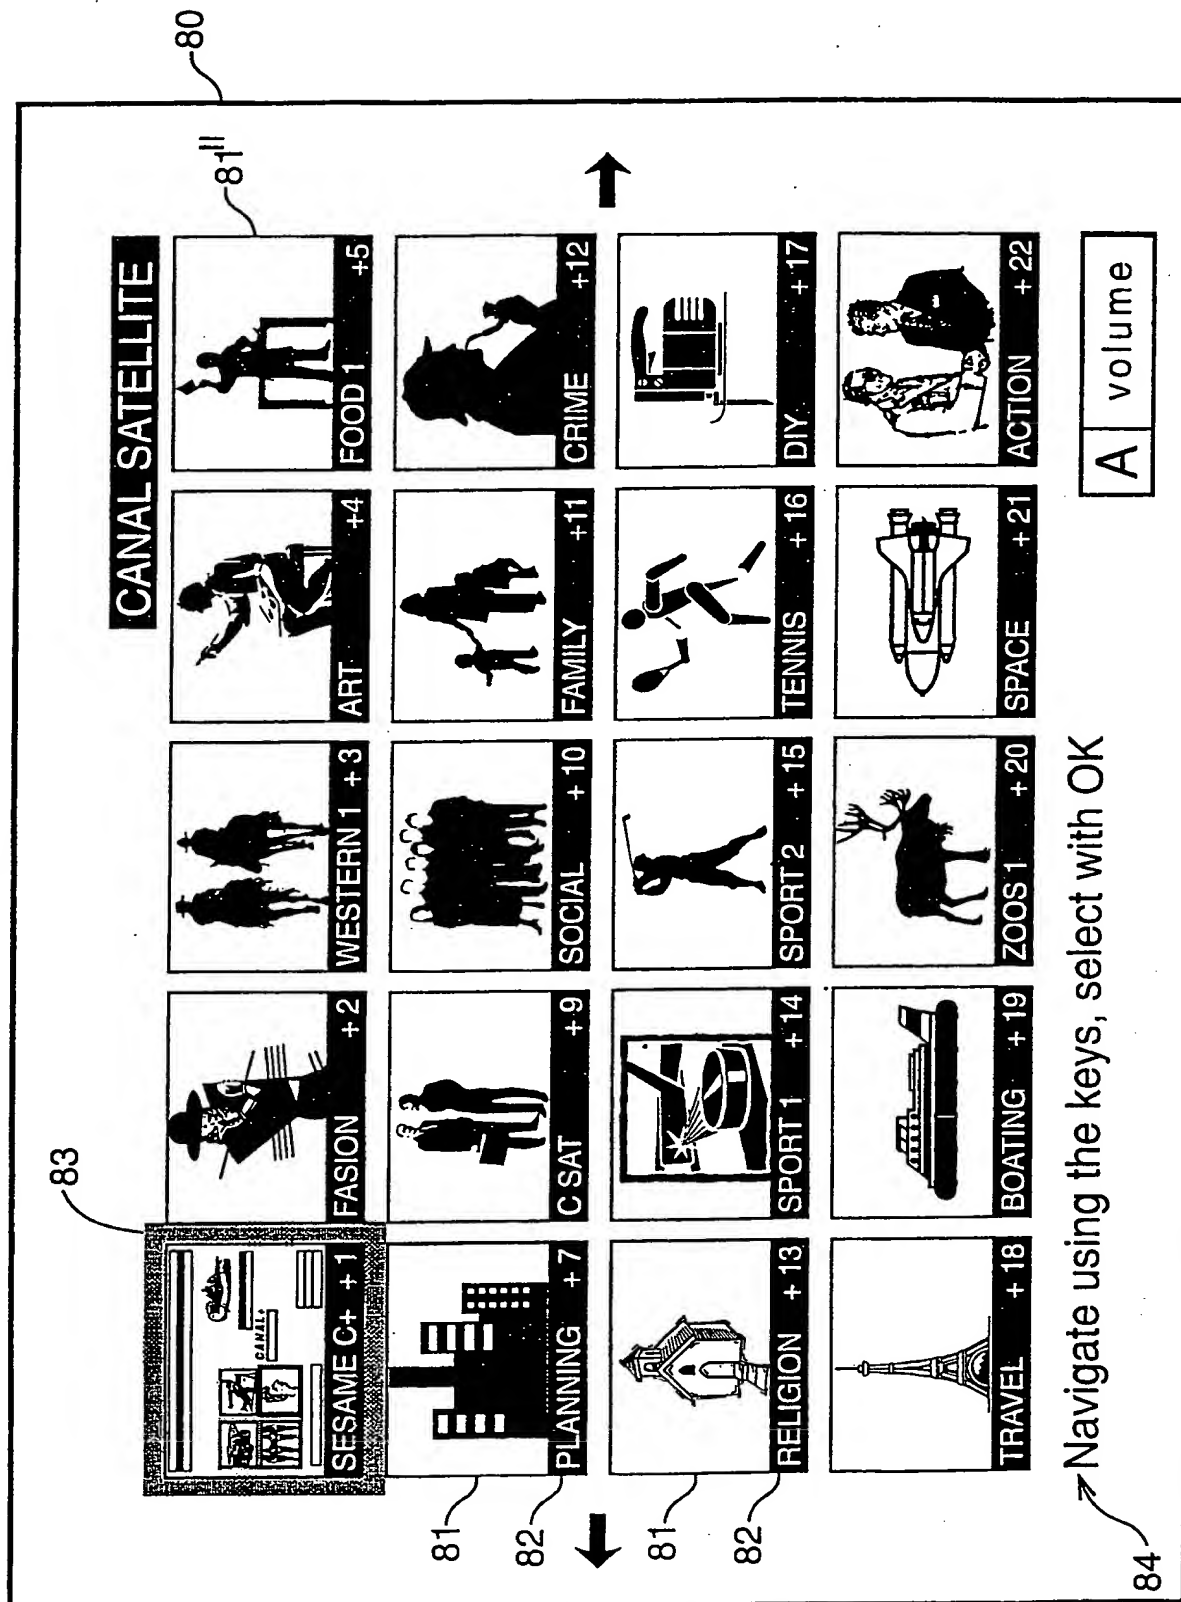 80
CANAL SATELLITE
83
81'''
SESAME C+ + 1
CANAL+
FASION + 2
WESTERN 1 + 3
ART +4
FOOD 1 +5
PLANNING +7
C SAT +9
SOCIAL + 10
FAMILY +11
CRIME +12
81
82
RELIGION + 13
SPORT 1 + 14
SPORT 2 + 15
TENNIS + 16
DIY + 17
81
82
TRAVEL + 18
BOATING + 19
ZOOS 1 + 20
SPACE + 21
ACTION + 22
84
Navigate using the keys, select with OK
A volume